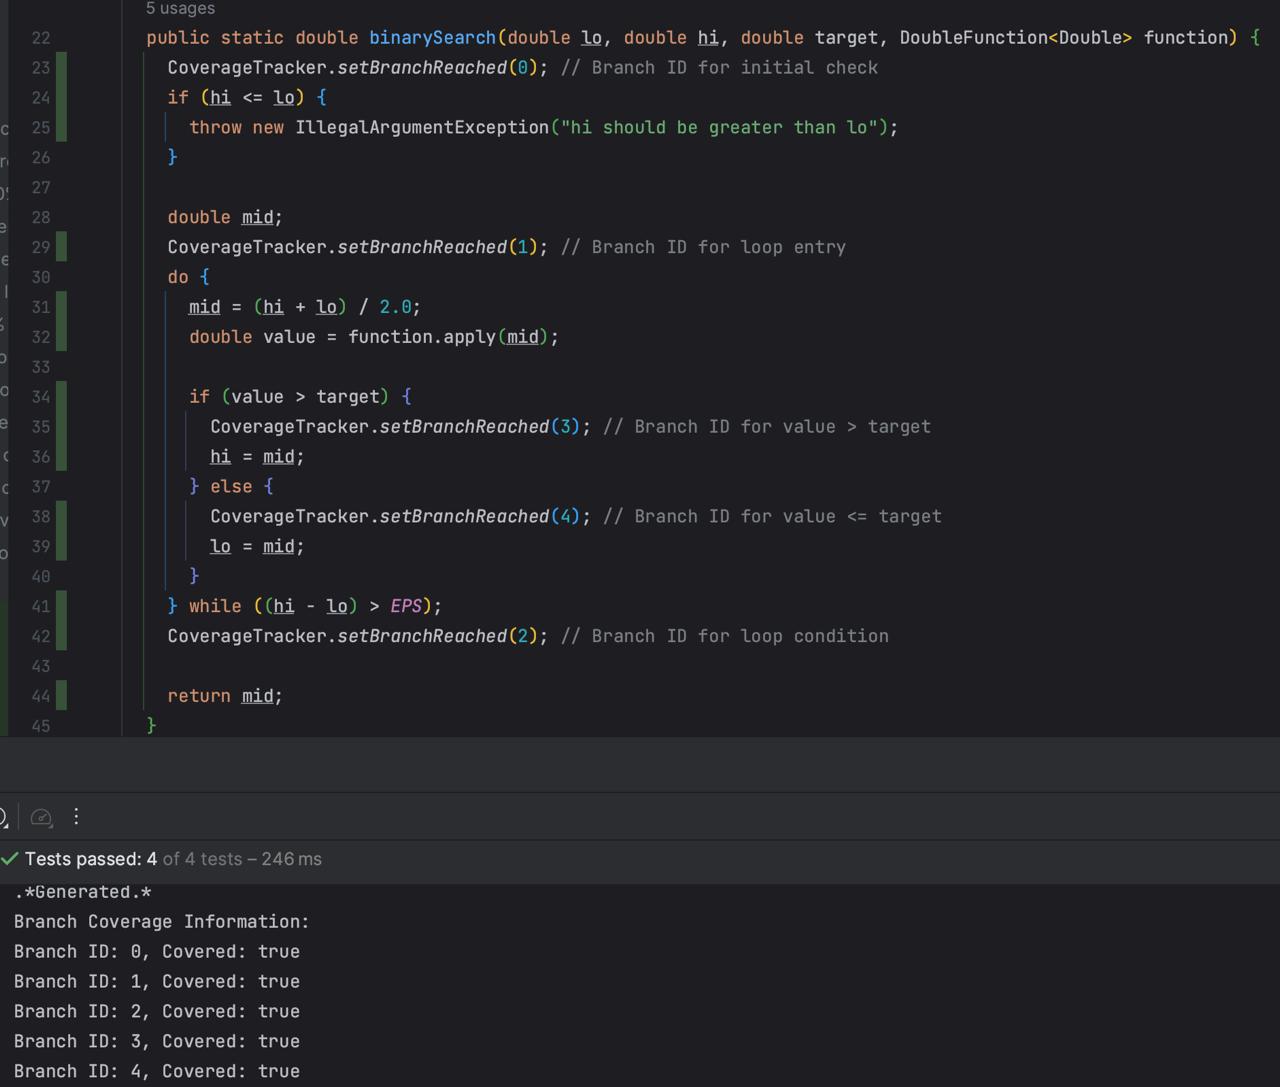 5 usages
22 public static double binarySearch(double lo, double hi, double target, DoubleFunction<Double> function) {
23 CoverageTracker.setBranchReached(0); // Branch ID for initial check
24 if (hi <= lo) {
25 throw new IllegalArgumentException("hi should be greater than lo");
26 }
27
28 double mid;
29 CoverageTracker.setBranchReached(1); // Branch ID for loop entry
30 do {
31 mid = (hi + lo) / 2.0;
32 double value = function.apply(mid);
33
34 if (value > target) {
35 CoverageTracker.setBranchReached(3); // Branch ID for value > target
36 hi = mid;
37 } else {
38 CoverageTracker.setBranchReached(4); // Branch ID for value <= target
39 lo = mid;
40 }
41 } while ((hi - lo) > EPS);
42 CoverageTracker.setBranchReached(2); // Branch ID for loop condition
43
44 return mid;
45 }
Tests passed: 4 of 4 tests – 246 ms
.*Generated.*
Branch Coverage Information:
Branch ID: 0, Covered: true
Branch ID: 1, Covered: true
Branch ID: 2, Covered: true
Branch ID: 3, Covered: true
Branch ID: 4, Covered: true